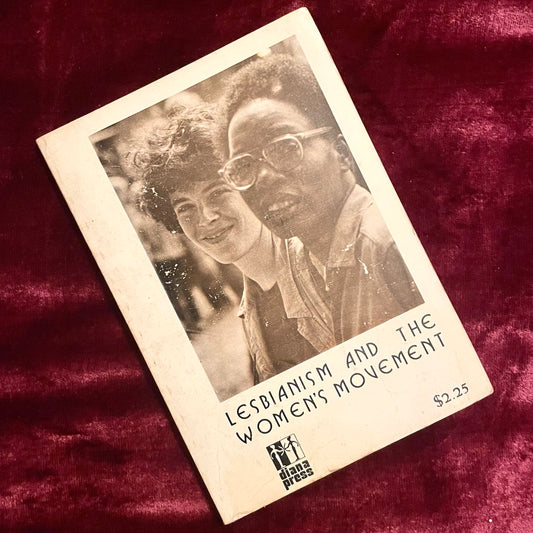 LESBIANISM AND THE
WOMEN'S MOVEMENT
$2.25
diana
press